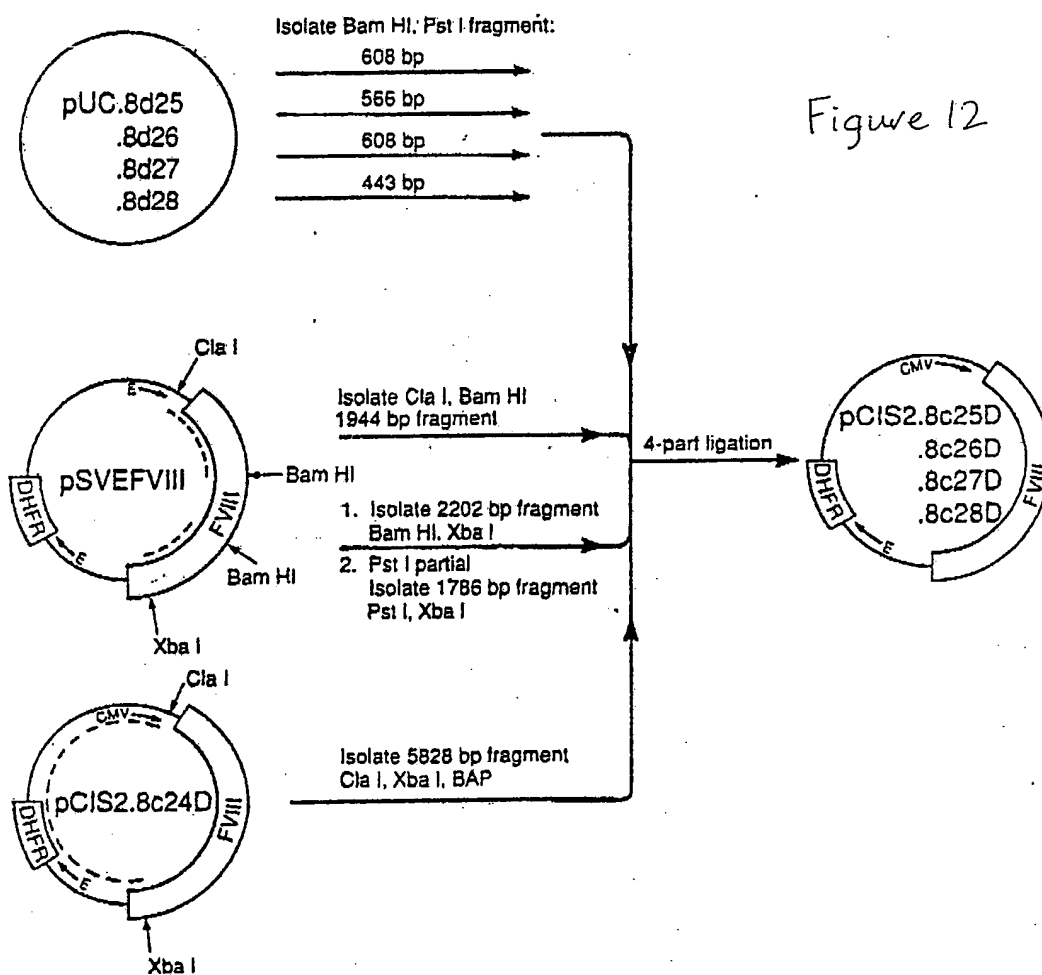 Isolate Bam HI, Pst I fragment:
608 bp
566 bp
608 bp
443 bp
pUC.8d25
.8d26
.8d27
.8d28
Figure 12
Cla I
E
pSVEFVIII
DHFR
E
FVIII
Bam HI
Bam HI
Xba I
Isolate Cla I, Bam HI
1944 bp fragment
1. Isolate 2202 bp fragment
Bam HI, Xba I
2. Pst I partial
Isolate 1786 bp fragment
Pst I, Xba I
4-part ligation
CMV
pCIS2.8c25D
.8c26D
.8c27D
.8c28D
DHFR
E
FVIII
Cla I
CMV
pCIS2.8c24D
DHFR
E
FVIII
Xba I
Isolate 5828 bp fragment
Cla I, Xba I, BAP